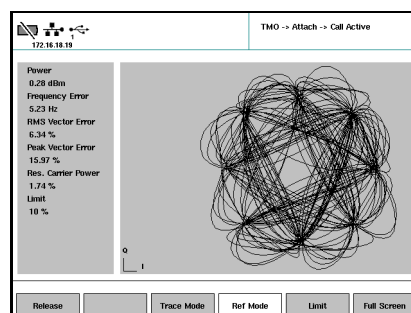 TMO -> Attach -> Call Active
1
172.16.18.19
Power
0.28 dBm
Frequency Error
5.23 Hz
RMS Vector Error
6.34 %
Peak Vector Error
15.97 %
Res. Carrier Power
1.74 %
Limit
10 %
Q
I
Release
Trace Mode
Ref Mode
Limit
Full Screen